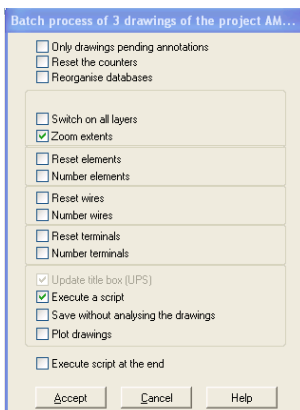 Batch process of 3 drawings of the project AM...
Only drawings pending annotations
Reset the counters
Reorganise databases
Switch on all layers
Zoom extents
Reset elements
Number elements
Reset wires
Number wires
Reset terminals
Number terminals
Update title box (UPS)
Execute a script
Save without analysing the drawings
Plot drawings
Execute script at the end
Accept Cancel Help